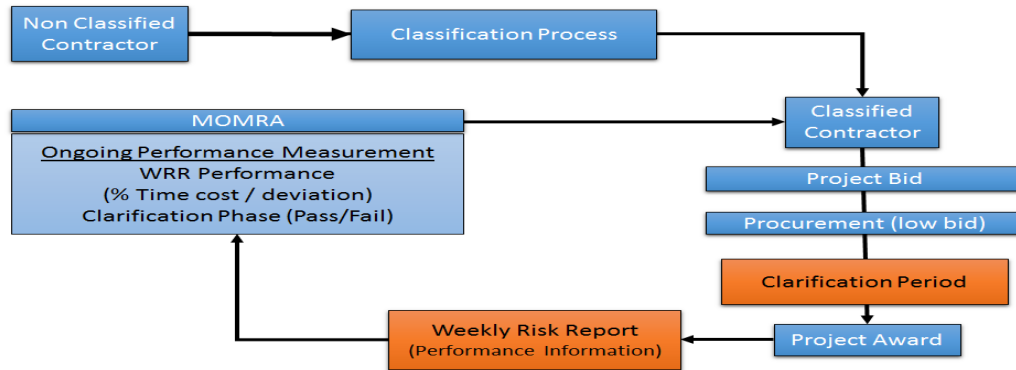 Non Classified
Contractor
Classification Process
Classified
Contractor
MOMRA
Ongoing Performance Measurement
WRR Performance
(% Time cost / deviation)
Clarification Phase (Pass/Fail)
Project Bid
Procurement (low bid)
Clarification Period
Project Award
Weekly Risk Report
(Performance Information)